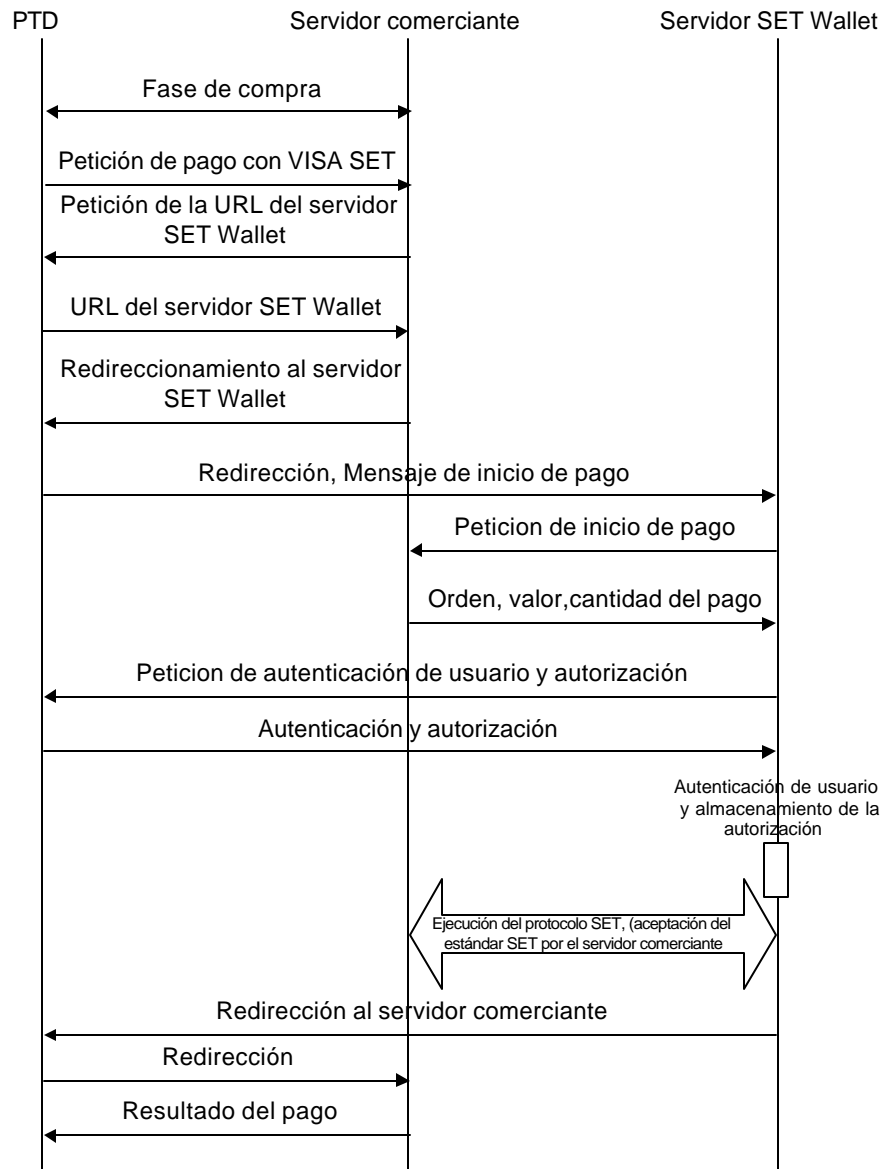 PTD
Servidor comerciante
Servidor SET Wallet
Fase de compra
Petición de pago con VISA SET
Petición de la URL del servidor
SET Wallet
URL del servidor SET Wallet
Redireccionamiento al servidor
SET Wallet
Redirección, Mensaje de inicio de pago
Peticion de inicio de pago
Orden, valor,cantidad del pago
Peticion de autenticación de usuario y autorización
Autenticación y autorización
Autenticación de usuario
y almacenamiento de la
autorización
Ejecución del protocolo SET, (aceptación del
estándar SET por el servidor comerciante
Redirección al servidor comerciante
Redirección
Resultado del pago